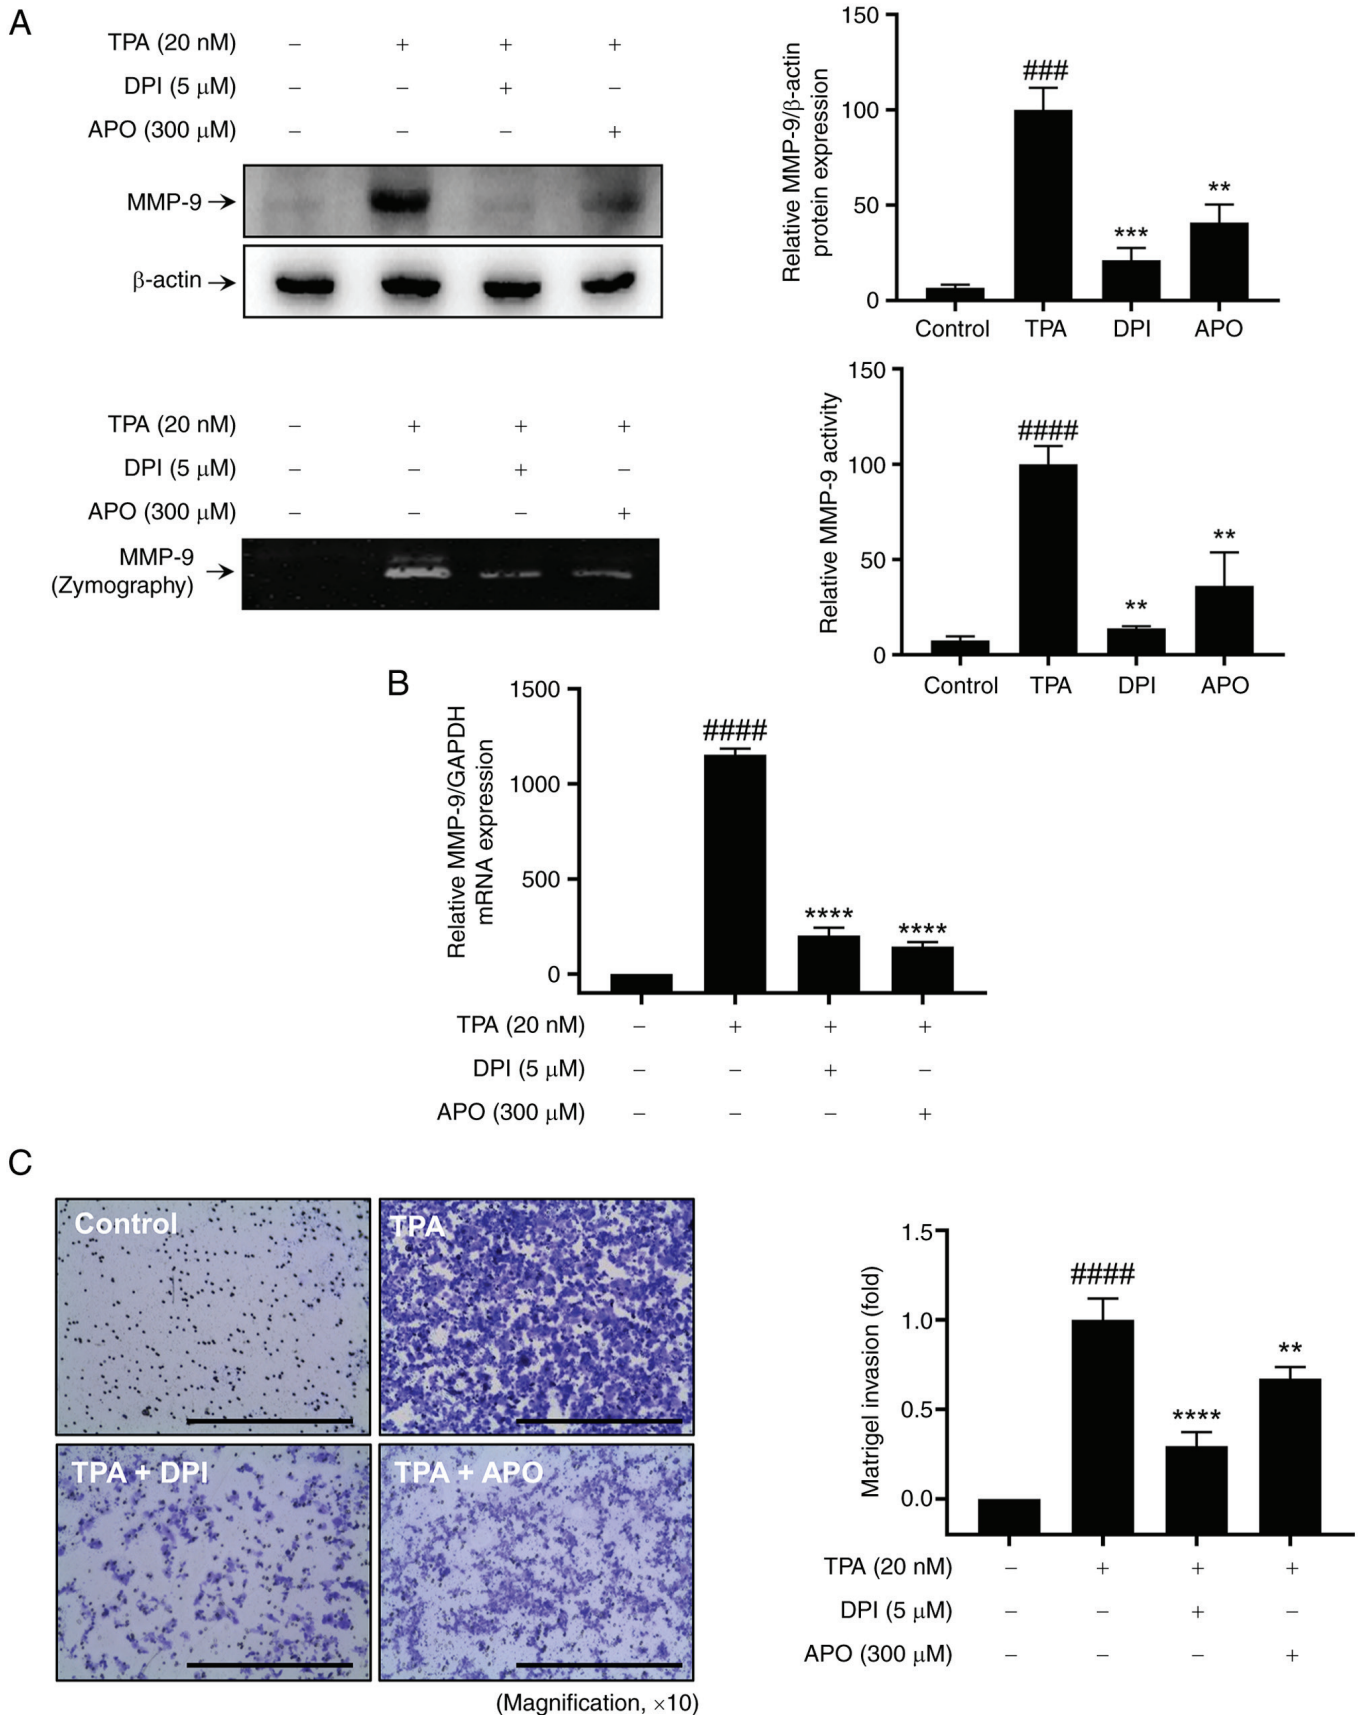 A
TPA (20 nM) – + + +
DPI (5 μM) – – + –
APO (300 μM) – – – +
MMP-9
β-actin
Relative MMP-9/β-actin
protein expression
150
100
50
0
###
***
**
Control TPA DPI APO
TPA (20 nM) – + + +
DPI (5 μM) – – + –
APO (300 μM) – – – +
MMP-9
(Zymography)
Relative MMP-9 activity
150
100
50
0
####
**
**
Control TPA DPI APO
B
Relative MMP-9/GAPDH
mRNA expression
1500
1000
500
0
####
****
****
TPA (20 nM) – + + +
DPI (5 μM) – – + –
APO (300 μM) – – – +
C
Control
TPA
TPA + DPI
TPA + APO
(Magnification, ×10)
Matrigel invasion (fold)
1.5
1.0
0.5
0.0
####
****
**
TPA (20 nM) – + + +
DPI (5 μM) – – + –
APO (300 μM) – – – +